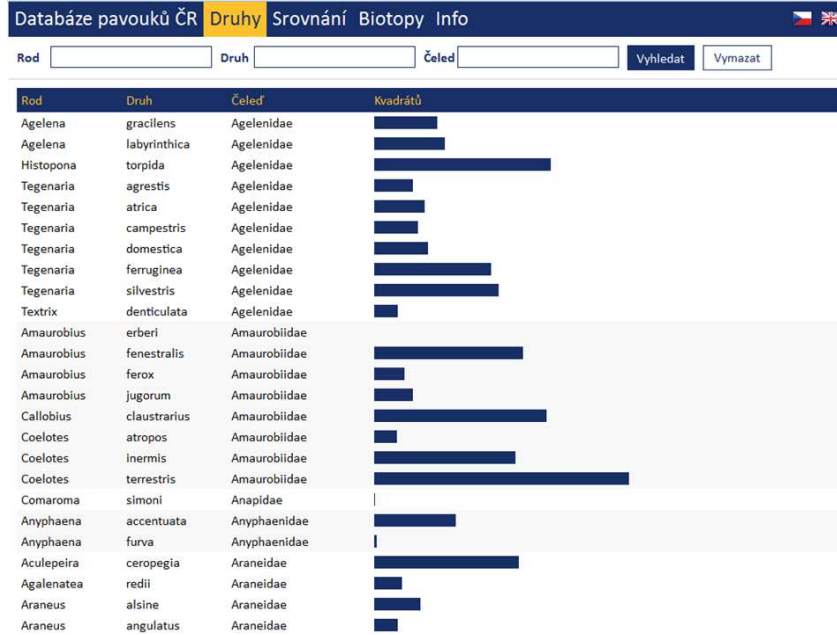 Databáze pavouků ČR Druhy Srovnání Biotopy Info
Rod Druh Čeled Vyhledat Vymazat
Rod Druh Čeleď Kvadrátů
Agelena gracilens Agelenidae
Agelena labyrinthica Agelenidae
Histopona torpida Agelenidae
Tegenaria agrestis Agelenidae
Tegenaria atrica Agelenidae
Tegenaria campestris Agelenidae
Tegenaria domestica Agelenidae
Tegenaria ferruginea Agelenidae
Tegenaria silvestris Agelenidae
Textrix denticulata Agelenidae
Amaurobius erberi Amaurobiidae
Amaurobius fenestralis Amaurobiidae
Amaurobius ferox Amaurobiidae
Amaurobius jugorum Amaurobiidae
Callobius claustrarius Amaurobiidae
Coelotes atropos Amaurobiidae
Coelotes inermis Amaurobiidae
Coelotes terrestris Amaurobiidae
Comaroma simoni Anapidae
Anyphaena accentuata Anyphaenidae
Anyphaena furva Anyphaenidae
Aculepeira ceropegia Araneidae
Agalenatea redii Araneidae
Araneus alsine Araneidae
Araneus angulatus Araneidae